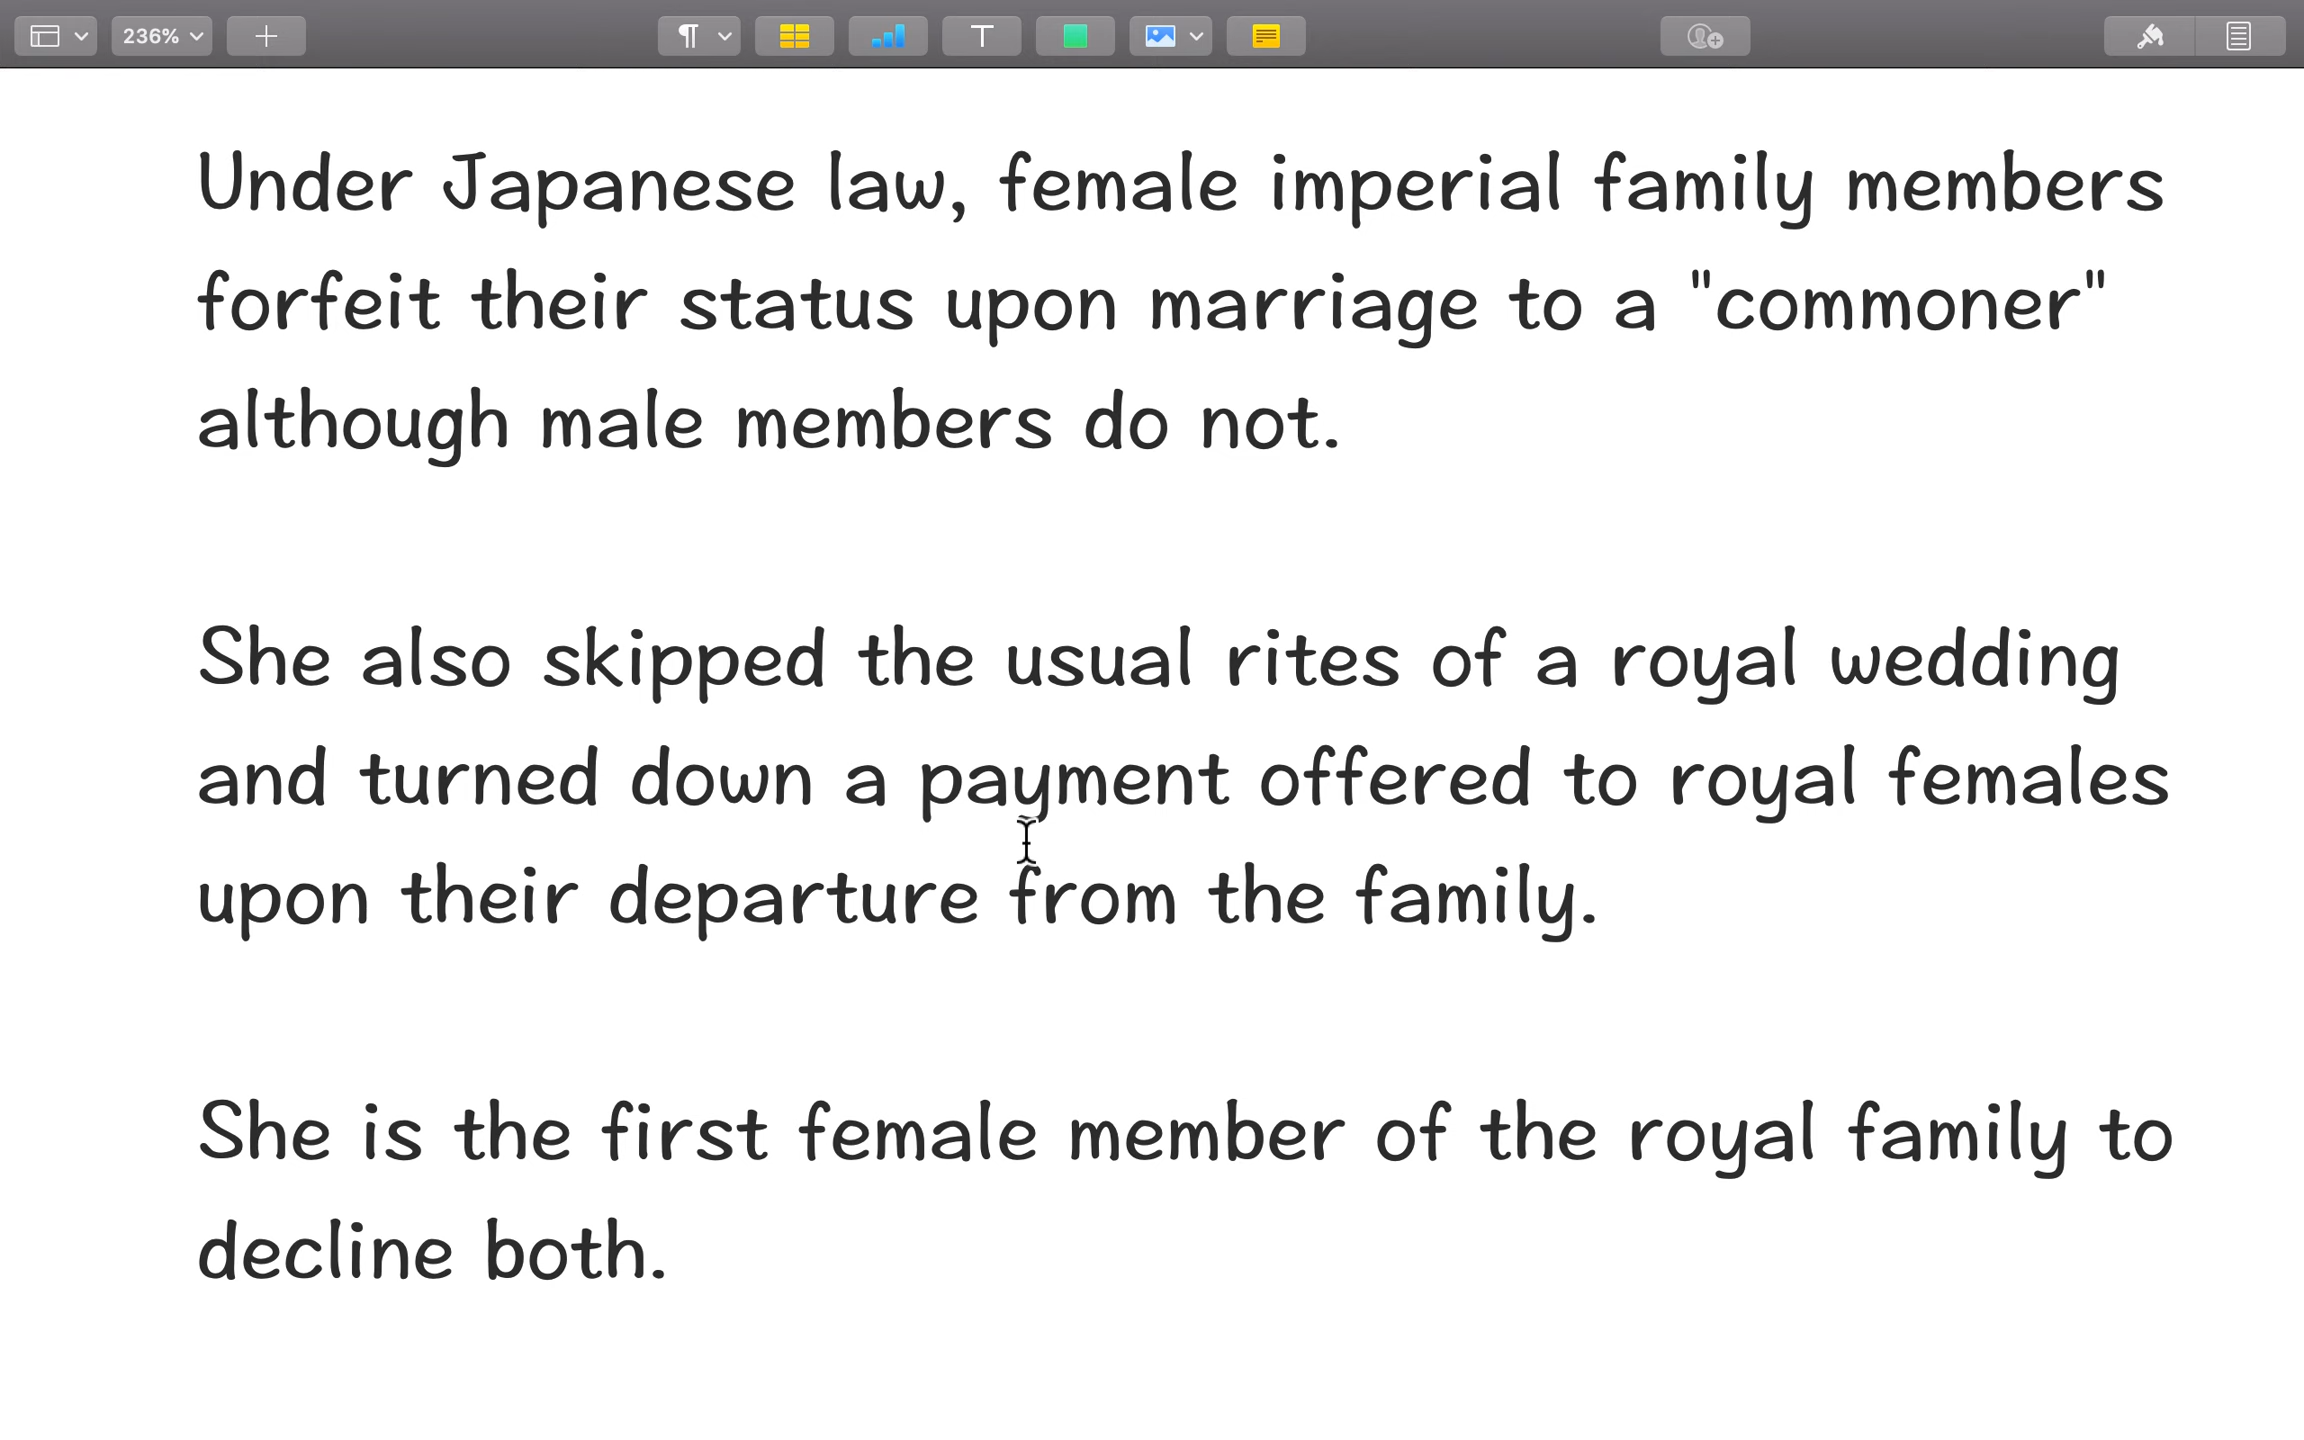 236%
Under Japanese law, female imperial family members
forfeit their status upon marriage to a "commoner"
although male members do not.
She also skipped the usual rites of a royal wedding
and turned down a payment offered to royal females
upon their departure from the family.
She is the first female member of the royal family to
decline both.